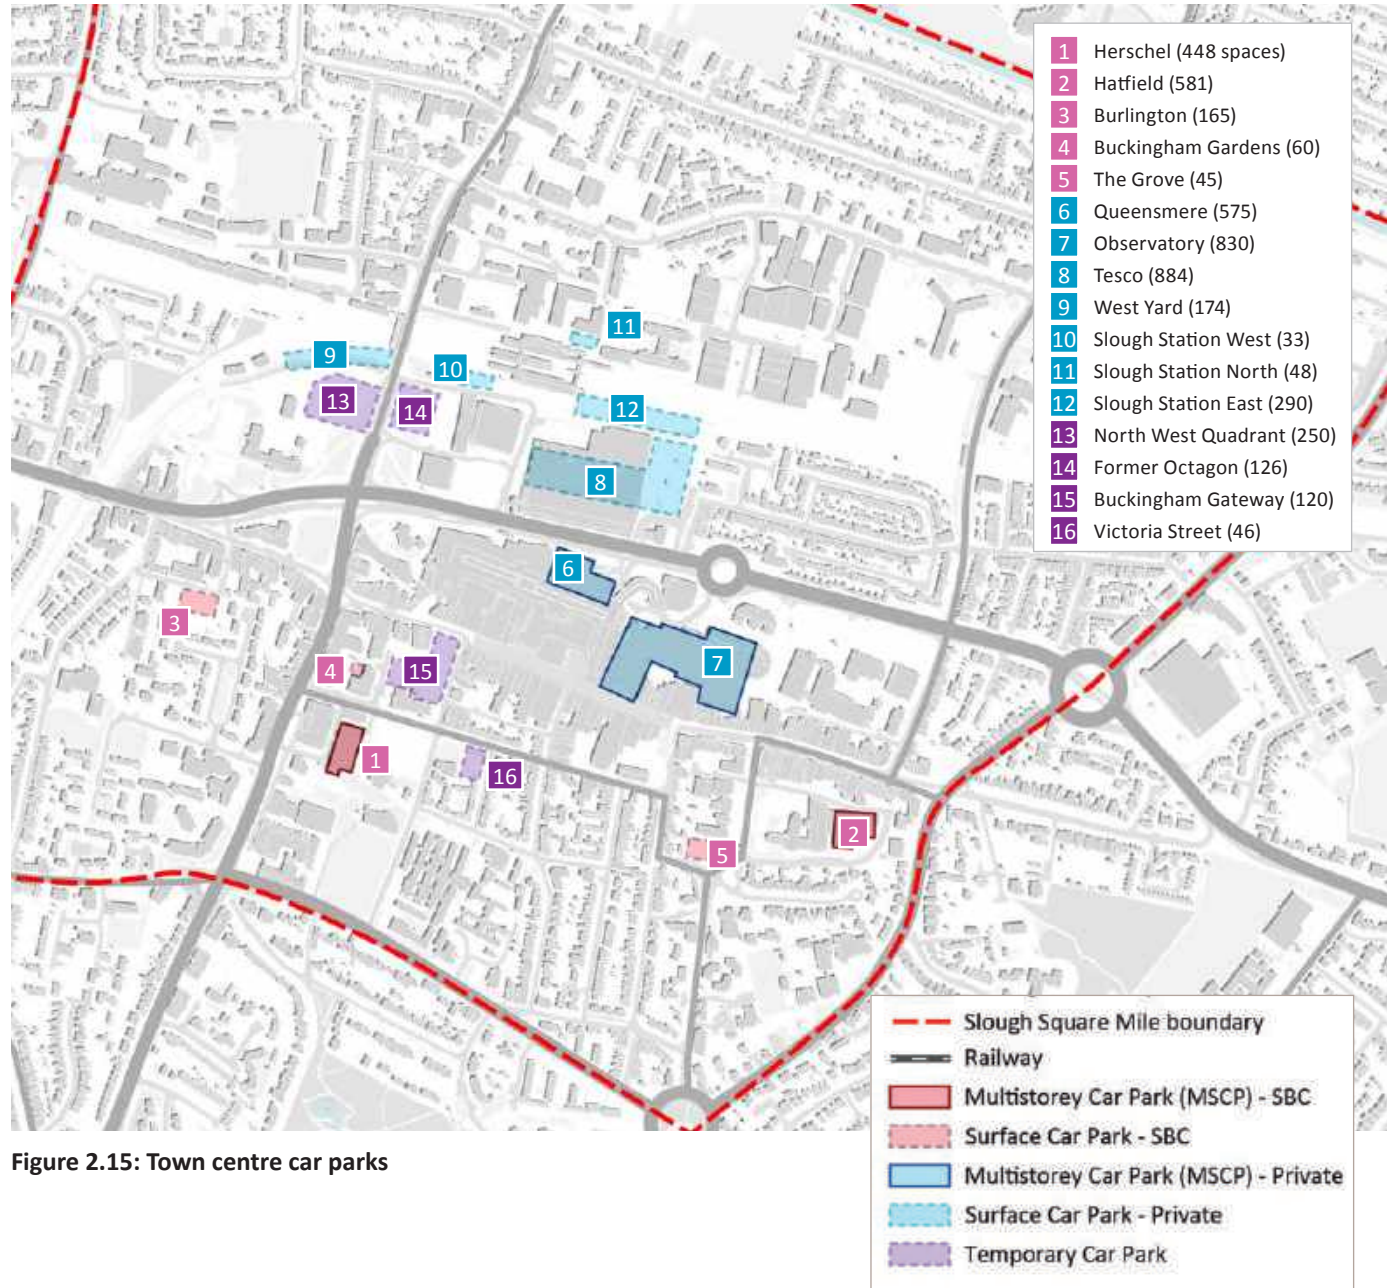 1 Herschel (448 spaces)
2 Hatfield (581)
3 Burlington (165)
4 Buckingham Gardens (60)
5 The Grove (45)
6 Queensmere (575)
7 Observatory (830)
8 Tesco (884)
9 West Yard (174)
10 Slough Station West (33)
11 Slough Station North (48)
12 Slough Station East (290)
13 North West Quadrant (250)
14 Former Octagon (126)
15 Buckingham Gateway (120)
16 Victoria Street (46)
11
9
10
13
14
12
8
6
3
4
15
7
1
16
2
5
Slough Square Mile boundary
Railway
Multistorey Car Park (MSCP) - SBC
Surface Car Park - SBC
Multistorey Car Park (MSCP) - Private
Surface Car Park - Private
Temporary Car Park
Figure 2.15: Town centre car parks